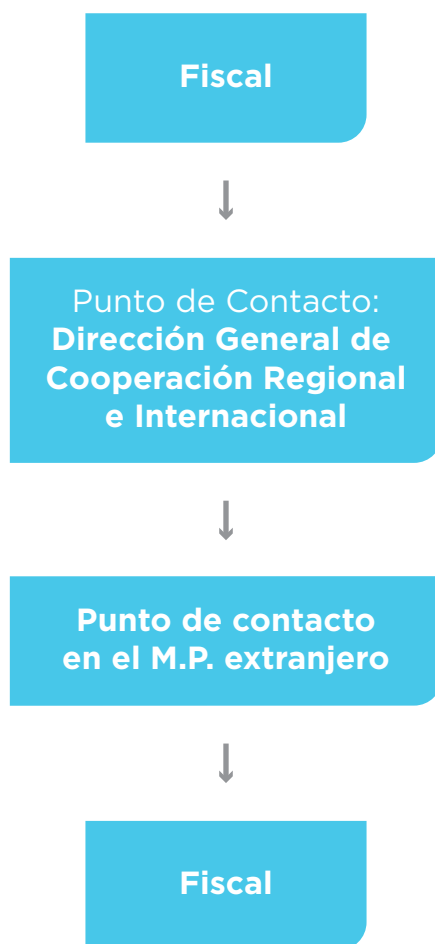 Fiscal
Punto de Contacto:
Dirección General de
Cooperación Regional
e Internacional
Punto de contacto
en el M.P. extranjero
Fiscal